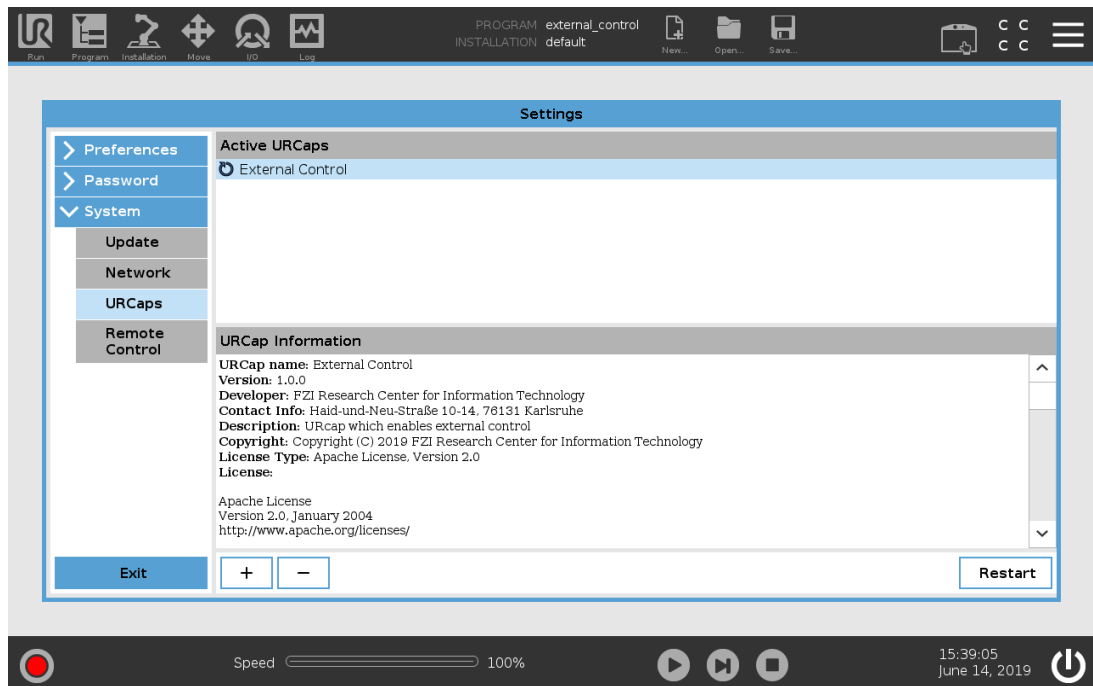 UR
PROGRAM external_control
INSTALLATION default
Run Program Installation Move I/O Log New... Open... Save...
C C
C C
Settings
Preferences
Password
System
Update
Network
URCaps
Remote
Control
Exit
Active URCaps
External Control
URCap Information
URCap name: External Control
Version: 1.0.0
Developer: FZI Research Center for Information Technology
Contact Info: Haid-und-Neu-Straße 10-14, 76131 Karlsruhe
Description: URcap which enables external control
Copyright: Copyright (C) 2019 FZI Research Center for Information Technology
License Type: Apache License, Version 2.0
License:
Apache License
Version 2.0, January 2004
http://www.apache.org/licenses/
+ −
Restart
Speed 100%
15:39:05
June 14, 2019